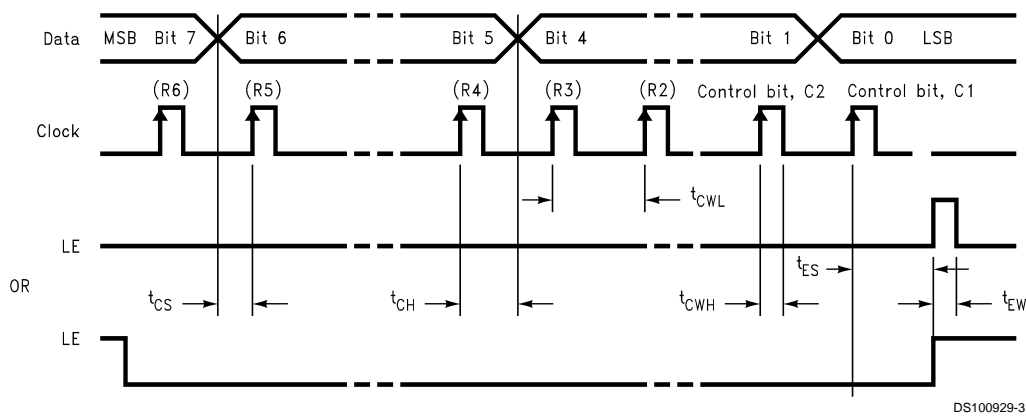 Data MSB Bit 7 Bit 6 Bit 5 Bit 4 Bit 1 Bit 0 LSB
(R6) (R5) (R4) (R3) (R2) Control bit, C2 Control bit, C1
Clock
tCWL
LE
tES
OR
tCS tCH tCWH tEW
LE
DS100929-3